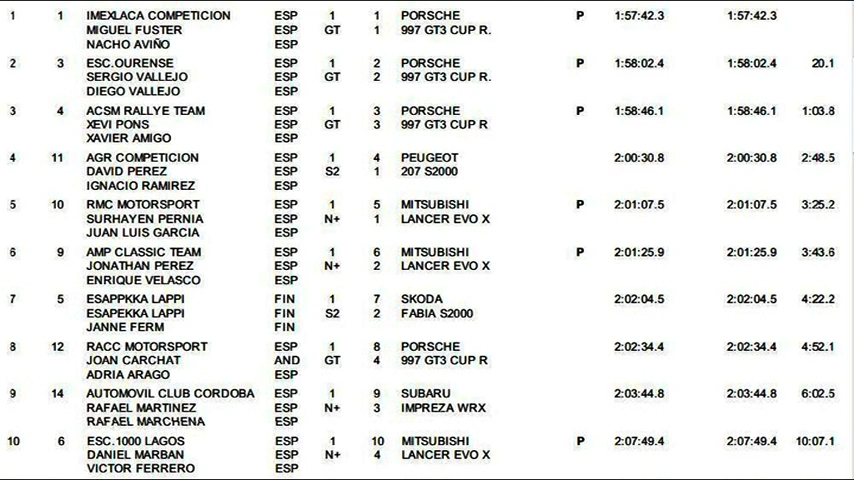 1 1 IMEXLACA COMPETICION ESP 1 1 PORSCHE P 1:57:42.3 1:57:42.3
MIGUEL FUSTER ESP GT 1 997 GT3 CUP R.
NACHO AVIÑO ESP
2 3 ESC.OURENSE ESP 1 2 PORSCHE P 1:58:02.4 1:58:02.4 20.1
SERGIO VALLEJO ESP GT 2 997 GT3 CUP R.
DIEGO VALLEJO ESP
3 4 ACSM RALLYE TEAM ESP 1 3 PORSCHE P 1:58:46.1 1:58:46.1 1:03.8
XEVI PONS ESP GT 3 997 GT3 CUP R
XAVIER AMIGO ESP
4 11 AGR COMPETICION ESP 1 4 PEUGEOT 2:00:30.8 2:00:30.8 2:48.5
DAVID PEREZ ESP S2 1 207 S2000
IGNACIO RAMIREZ ESP
5 10 RMC MOTORSPORT ESP 1 5 MITSUBISHI P 2:01:07.5 2:01:07.5 3:25.2
SURHAYEN PERNIA ESP N+ 1 LANCER EVO X
JUAN LUIS GARCIA ESP
6 9 AMP CLASSIC TEAM ESP 1 6 MITSUBISHI P 2:01:25.9 2:01:25.9 3:43.6
JONATHAN PEREZ ESP N+ 2 LANCER EVO X
ENRIQUE VELASCO ESP
7 5 ESAPPKKA LAPPI FIN 1 7 SKODA 2:02:04.5 2:02:04.5 4:22.2
ESAPEKKA LAPPI FIN S2 2 FABIA S2000
JANNE FERM FIN
8 12 RACC MOTORSPORT ESP 1 8 PORSCHE 2:02:34.4 2:02:34.4 4:52.1
JOAN CARCHAT AND GT 4 997 GT3 CUP R
ADRIA ARAGO ESP
9 14 AUTOMOVIL CLUB CORDOBA ESP 1 9 SUBARU 2:03:44.8 2:03:44.8 6:02.5
RAFAEL MARTINEZ ESP N+ 3 IMPREZA WRX
RAFAEL MARCHENA ESP
10 6 ESC.1000 LAGOS ESP 1 10 MITSUBISHI P 2:07:49.4 2:07:49.4 10:07.1
DANIEL MARBAN ESP N+ 4 LANCER EVO X
VICTOR FERRERO ESP